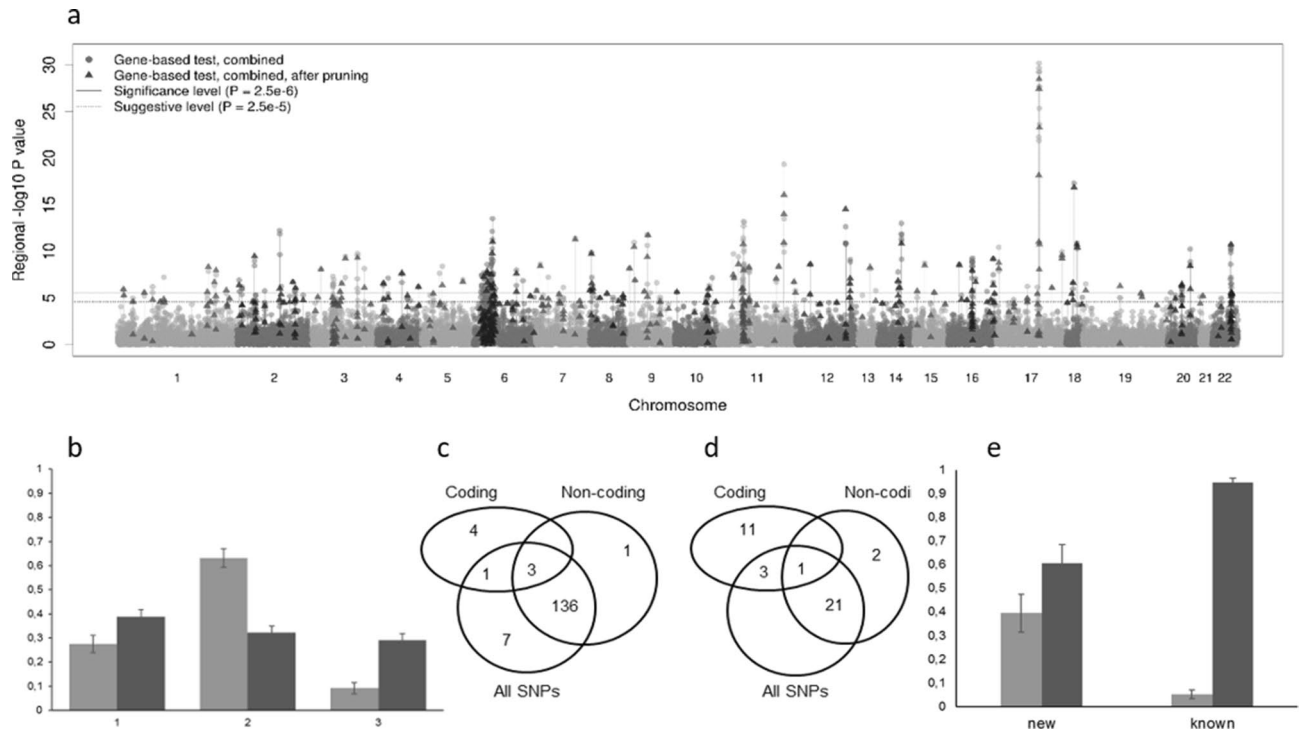 a
Regional -log10 P value
30
25
20
15
10
5
0
Gene-based test, combined
Gene-based test, combined, after pruning
Significance level (P = 2.5e-6)
Suggestive level (P = 2.5e-5)
1 2 3 4 5 6 7 8 9 10 11 12 13 14 15 16 17 18 19 20 21 22
Chromosome
b
1
0,9
0,8
0,7
0,6
0,5
0,4
0,3
0,2
0,1
0
1 2 3
c
Coding Non-coding
4
1
1 3
136
7
All SNPs
d
Coding Non-codi
11
2
3 1
21
All SNPs
e
1
0,9
0,8
0,7
0,6
0,5
0,4
0,3
0,2
0,1
0
new known